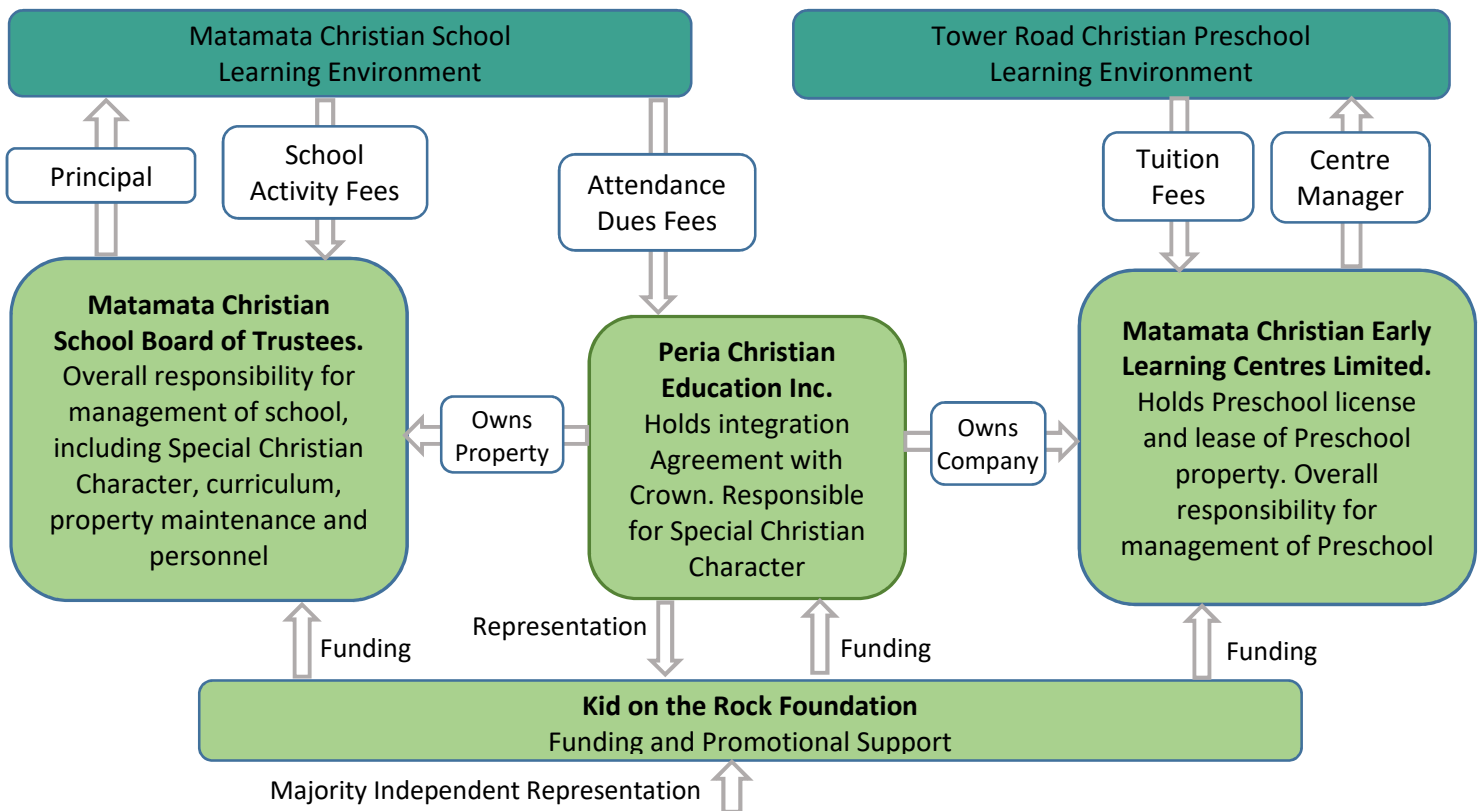 Matamata Christian School
Learning Environment
Tower Road Christian Preschool
Learning Environment
Principal
School
Activity Fees
Attendance
Dues Fees
Tuition
Fees
Centre
Manager
Matamata Christian
School Board of Trustees.
Overall responsibility for
management of school,
including Special Christian
Character, curriculum,
property maintenance and
personnel
Owns
Property
Peria Christian
Education Inc.
Holds integration
Agreement with
Crown. Responsible
for Special Christian
Character
Owns
Company
Matamata Christian Early
Learning Centres Limited.
Holds Preschool license
and lease of Preschool
property. Overall
responsibility for
management of Preschool
Funding
Representation
Funding
Funding
Kid on the Rock Foundation
Funding and Promotional Support
Majority Independent Representation